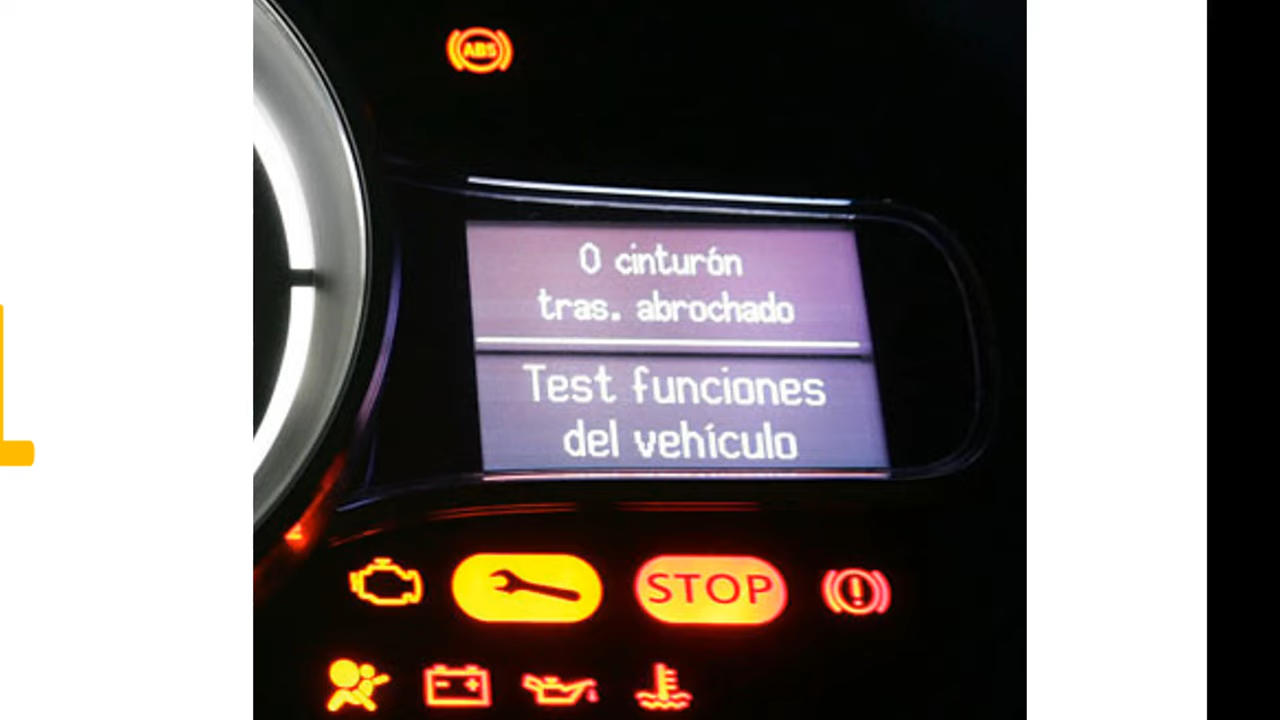 ABS
0 cinturón
tras. abrochado
Test funciones
del vehículo
STOP